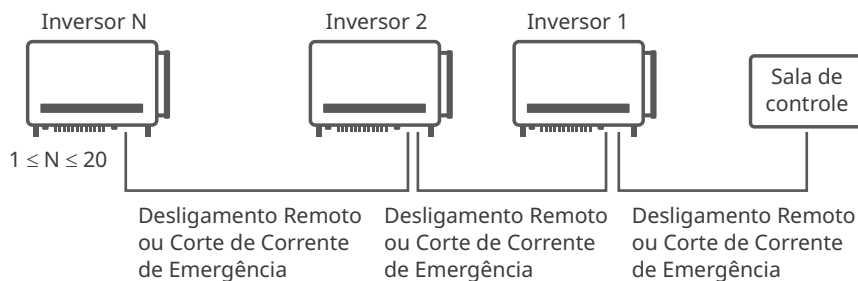 Inversor N
Inversor 2
Inversor 1
Sala de
controle
1 ≤ N ≤ 20
Desligamento Remoto
ou Corte de Corrente
de Emergência
Desligamento Remoto
ou Corte de Corrente
de Emergência
Desligamento Remoto
ou Corte de Corrente
de Emergência